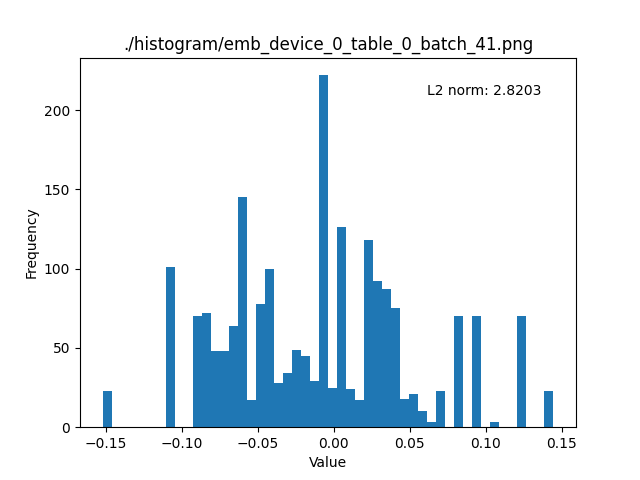 ./histogram/emb_device_0_table_0_batch_41.png
L2 norm: 2.8203
200
150
100
50
0
Frequency
−0.15 −0.10 −0.05 0.00 0.05 0.10 0.15
Value